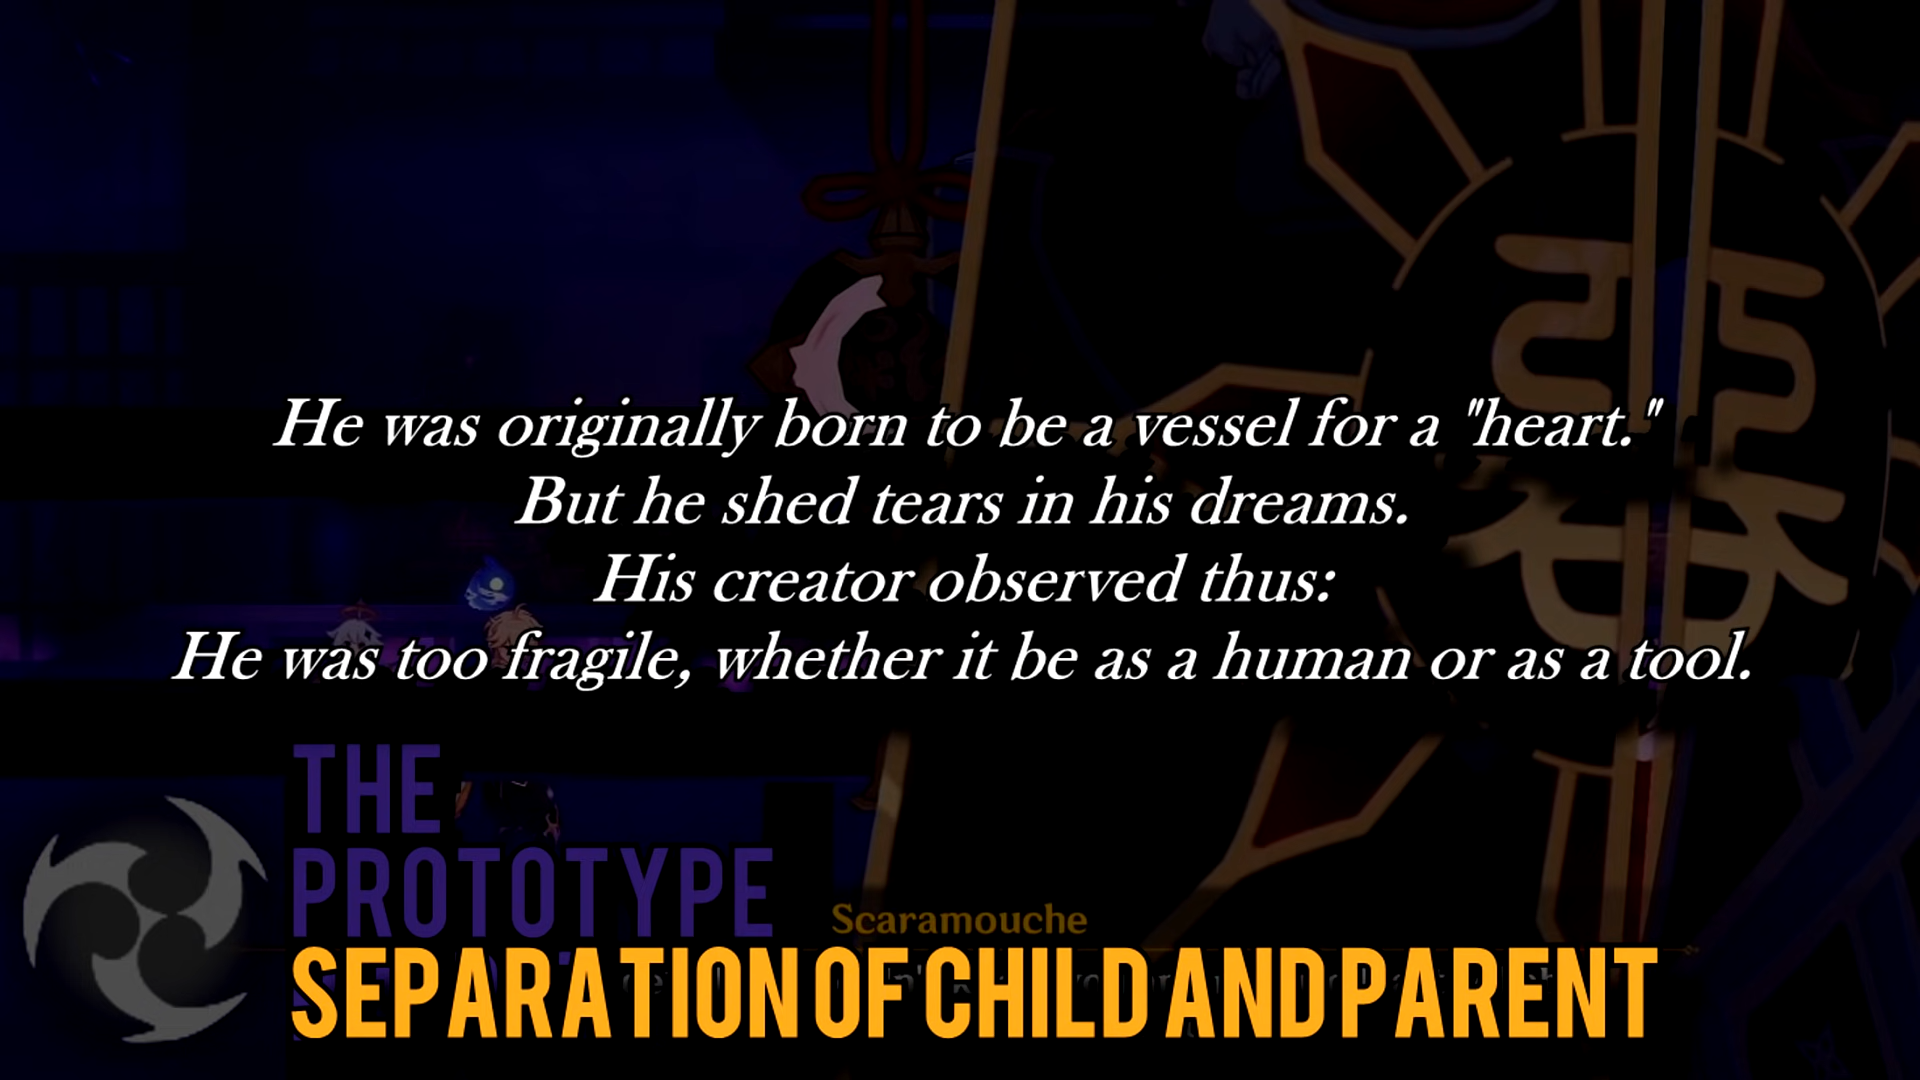 He was originally born to be a vessel for a "heart."
But he shed tears in his dreams.
His creator observed thus:
He was too fragile, whether it be as a human or as a tool.
THE
PROTOTYPE
Scaramouche
SEPARATION OF CHILD AND PARENT